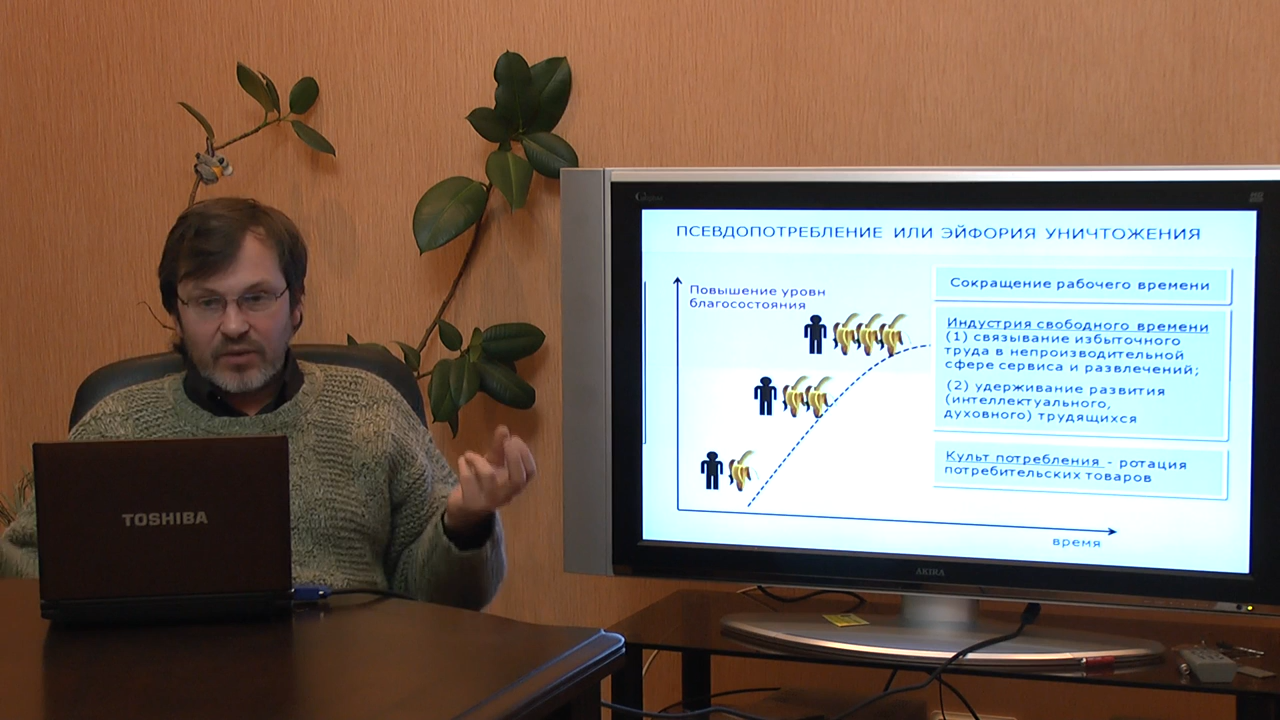 ПСЕВДОПОТРЕБЛЕНИЕ ИЛИ ЭЙФОРИЯ УНИЧТОЖЕНИЯ
Повышение уровн
благосостояния
Сокращение рабочего времени
Индустрия свободного времени
(1) связывание избыточного
труда в непроизводительной
сфере сервиса и развлечений;
(2) удерживание развития
(интеллектуального,
духовного) трудящихся
Культ потребления - ротация
потребительских товаров
время
TOSHIBA
AKIRA